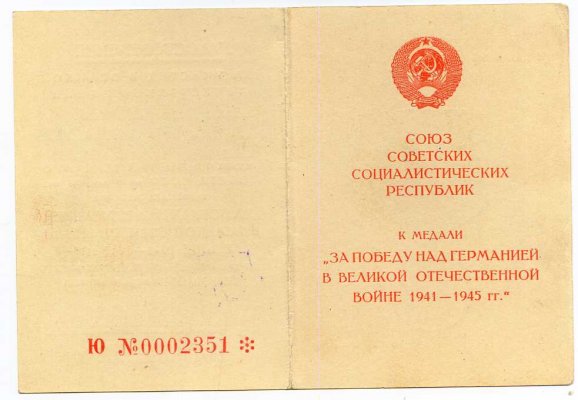 Ю №0002351
СОЮЗ
СОВЕТСКИХ
СОЦИАЛИСТИЧЕСКИХ
РЕСПУБЛИК
К МЕДАЛИ
„ЗА ПОБЕДУ НАД ГЕРМАНИЕЙ
В ВЕЛИКОЙ ОТЕЧЕСТВЕННОЙ
ВОЙНЕ 1941—1945 гг.“